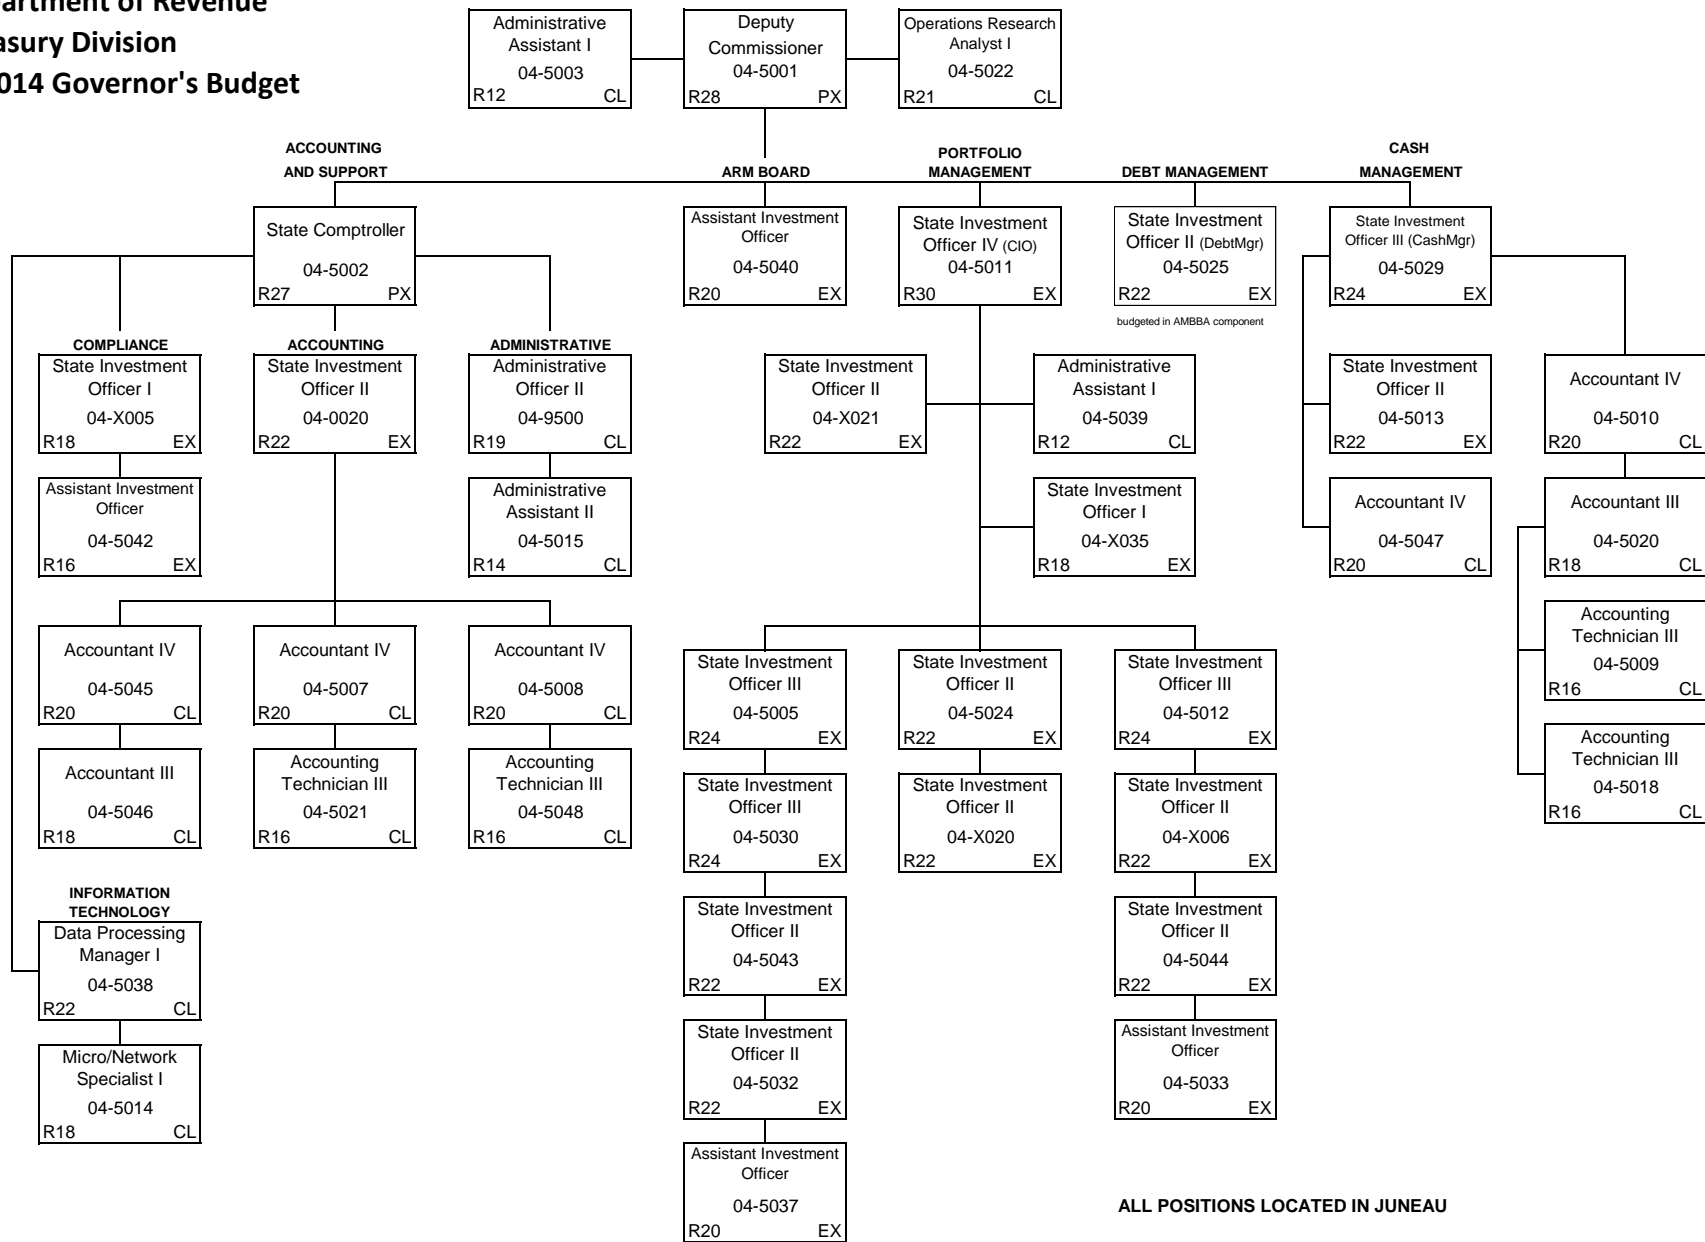 artment of Revenue
asury Division
014 Governor's Budget
Administrative
Assistant I
04-5003
R12 CL
Deputy
Commissioner
04-5001
R28 PX
Operations Research
Analyst I
04-5022
R21 CL
ACCOUNTING
AND SUPPORT
ARM BOARD
PORTFOLIO
MANAGEMENT
DEBT MANAGEMENT
CASH
MANAGEMENT
State Comptroller
04-5002
R27 PX
Assistant Investment
Officer
04-5040
R20 EX
State Investment
Officer IV (CIO)
04-5011
R30 EX
State Investment
Officer II (DebtMgr)
04-5025
R22 EX
budgeted in AMBBA component
State Investment
Officer III (CashMgr)
04-5029
R24 EX
COMPLIANCE
State Investment
Officer I
04-X005
R18 EX
ACCOUNTING
State Investment
Officer II
04-0020
R22 EX
ADMINISTRATIVE
Administrative
Officer II
04-9500
R19 CL
State Investment
Officer II
04-X021
R22 EX
Administrative
Assistant I
04-5039
R12 CL
State Investment
Officer II
04-5013
R22 EX
Accountant IV
04-5010
R20 CL
Assistant Investment
Officer
04-5042
R16 EX
Administrative
Assistant II
04-5015
R14 CL
State Investment
Officer I
04-X035
R18 EX
Accountant IV
04-5047
R20 CL
Accountant III
04-5020
R18 CL
Accountant IV
04-5045
R20 CL
Accountant IV
04-5007
R20 CL
Accountant IV
04-5008
R20 CL
State Investment
Officer III
04-5005
R24 EX
State Investment
Officer II
04-5024
R22 EX
State Investment
Officer III
04-5012
R24 EX
Accounting
Technician III
04-5009
R16 CL
Accountant III
04-5046
R18 CL
Accounting
Technician III
04-5021
R16 CL
Accounting
Technician III
04-5048
R16 CL
State Investment
Officer III
04-5030
R24 EX
State Investment
Officer II
04-X020
R22 EX
State Investment
Officer II
04-X006
R22 EX
Accounting
Technician III
04-5018
R16 CL
INFORMATION
TECHNOLOGY
Data Processing
Manager I
04-5038
R22 CL
State Investment
Officer II
04-5043
R22 EX
State Investment
Officer II
04-5044
R22 EX
Micro/Network
Specialist I
04-5014
R18 CL
State Investment
Officer II
04-5032
R22 EX
Assistant Investment
Officer
04-5033
R20 EX
Assistant Investment
Officer
04-5037
R20 EX
ALL POSITIONS LOCATED IN JUNEAU